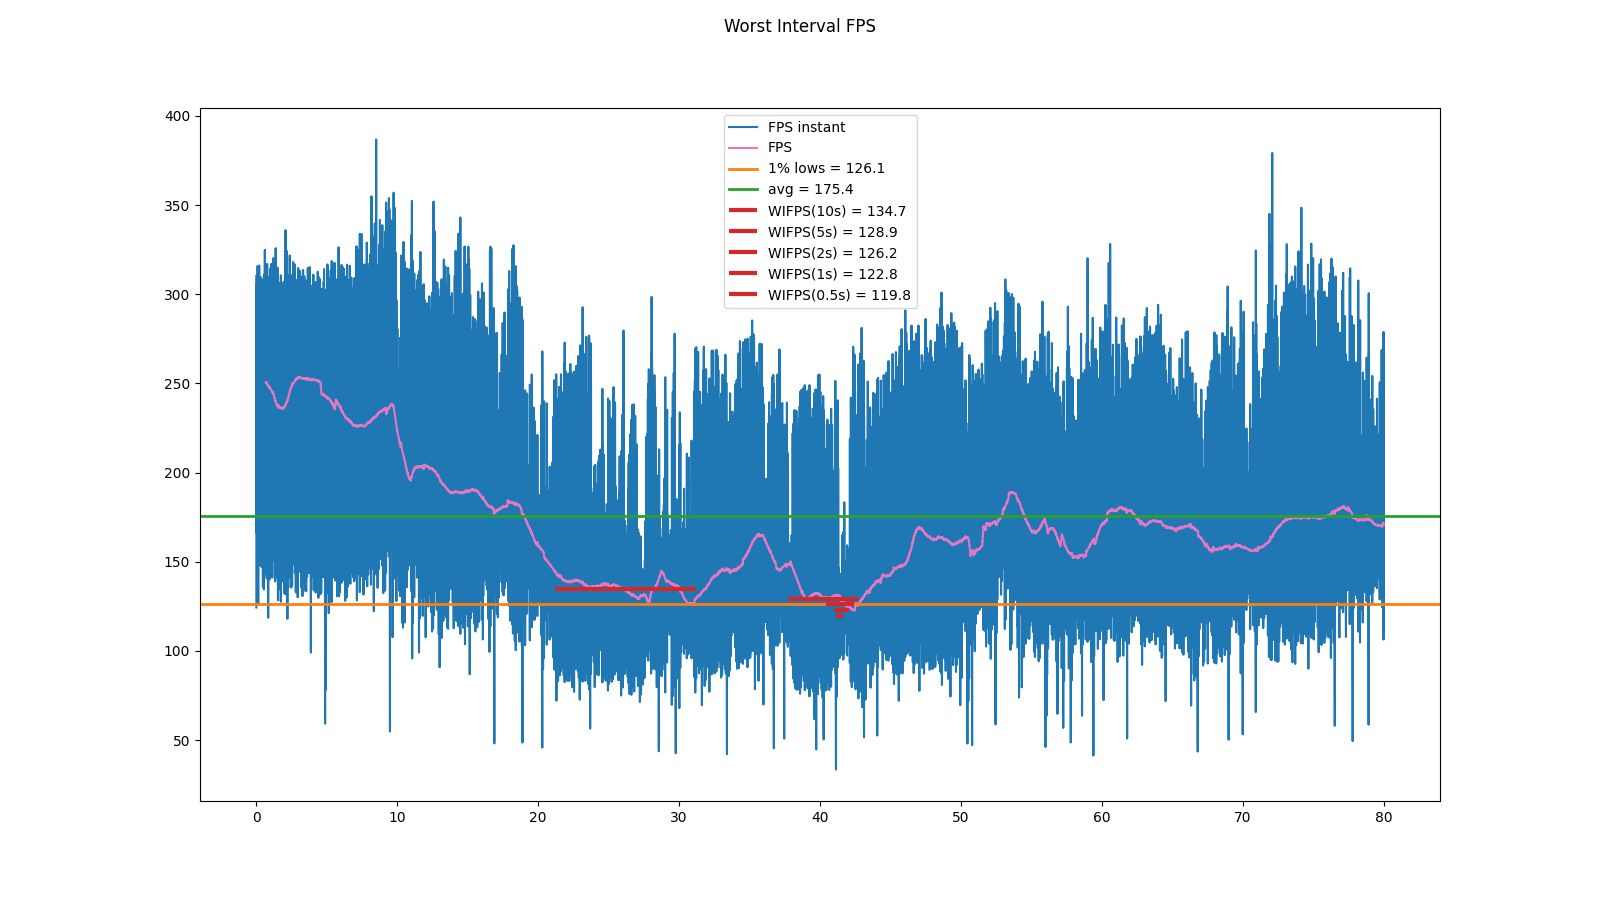 Worst Interval FPS
400
350
300
250
200
150
100
50
FPS instant
FPS
1% lows = 126.1
avg = 175.4
WIFPS(10s) = 134.7
WIFPS(5s) = 128.9
WIFPS(2s) = 126.2
WIFPS(1s) = 122.8
WIFPS(0.5s) = 119.8
0 10 20 30 40 50 60 70 80